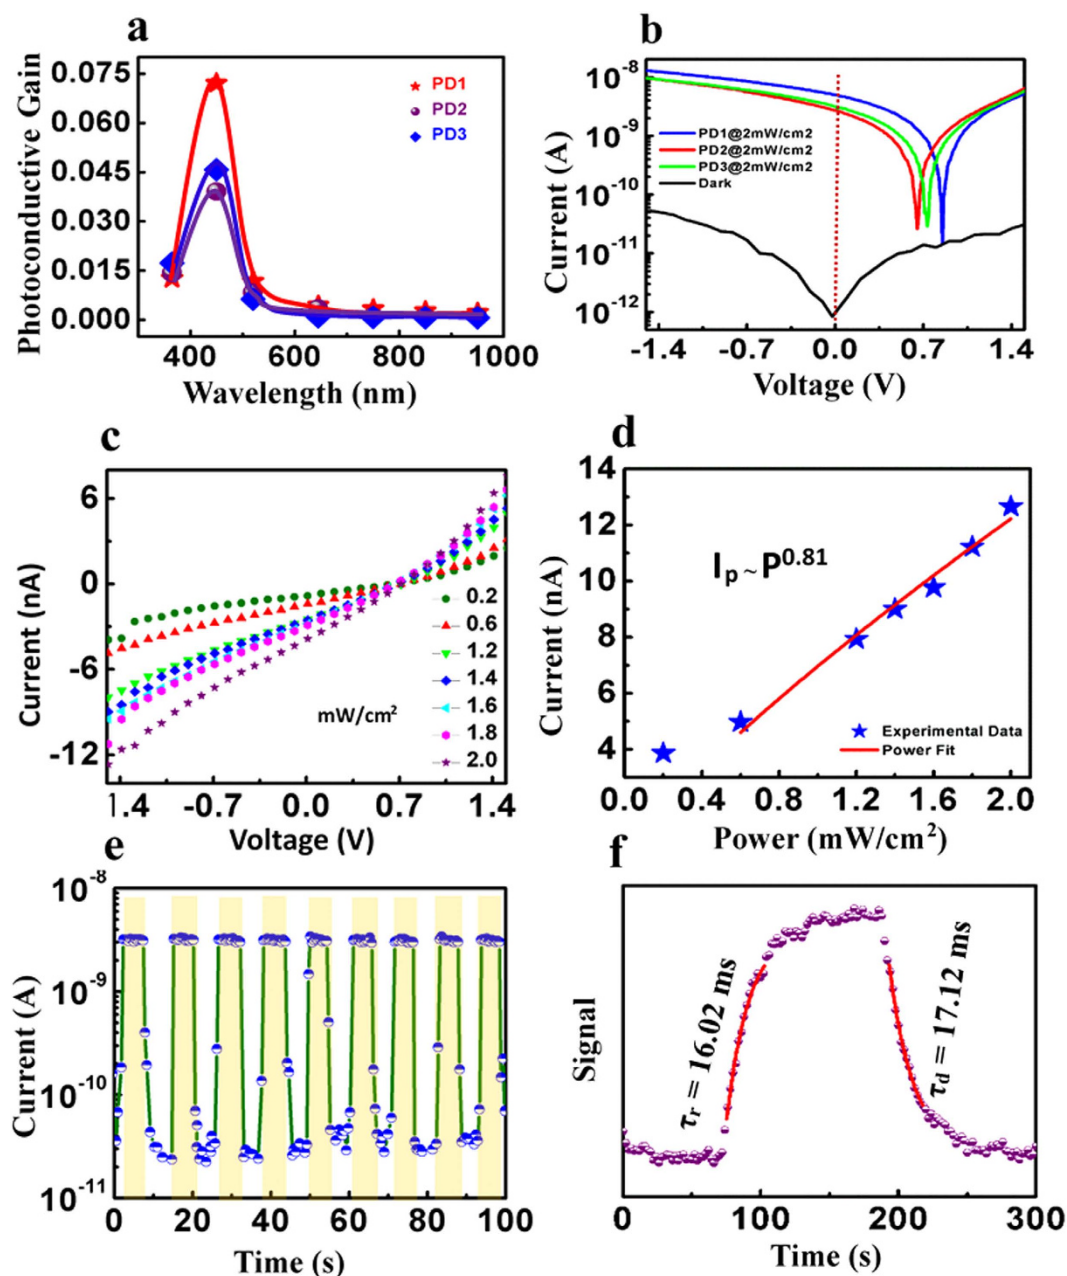 a
Photoconductive Gain
0.075
0.060
0.045
0.030
0.015
0.000
PD1
PD2
PD3
400
600
800
1000
Wavelength (nm)
b
Current (A)
10-8
10-9
10-10
10-11
10-12
PD1@2mW/cm2
PD2@2mW/cm2
PD3@2mW/cm2
Dark
-1.4
-0.7
0.0
0.7
1.4
Voltage (V)
c
Current (nA)
6
0
-6
-12
0.2
0.6
1.2
1.4
1.6
1.8
2.0
mW/cm2
-1.4
-0.7
0.0
0.7
1.4
Voltage (V)
d
Current (nA)
14
13
12
10
8
6
4
Ip ~ P0.81
Experimental Data
Power Fit
0.0
0.4
0.8
1.2
1.6
2.0
Power (mW/cm2)
e
Current (A)
10-8
10-9
10-10
10-11
0
20
40
60
80
100
Time (s)
f
Signal
τr = 16.02 ms
τd = 17.12 ms
0
100
200
300
Time (s)